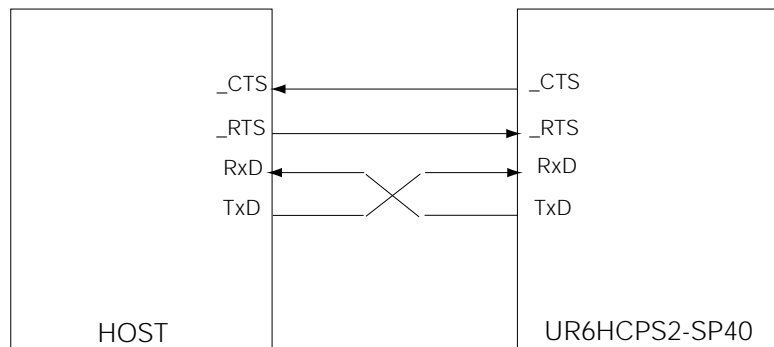 _CTS _CTS
_RTS _RTS
RxD RxD
TxD TxD
HOST UR6HCPS2-SP40